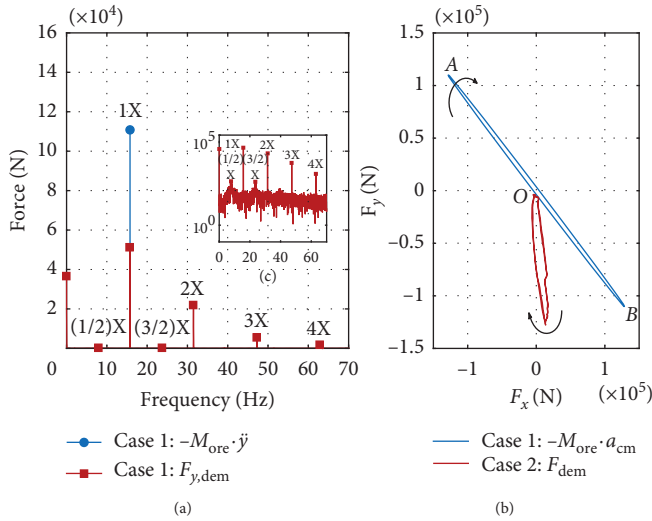 (×10⁴)
16
14
12
10
8
6
4
2
0
Force (N)
1X
(1/2)X
(3/2)X
2X
3X
4X
0 10 20 30 40 50 60 70
Frequency (Hz)
10⁵
10⁰
1X
(1/2)
X
(3/2)
X
2X
3X
4X
0 20 40 60
(c)
Case 1: –M_ore · ÿ
Case 1: F_y,dem
(a)
(×10⁵)
1.5
1
0.5
0
−0.5
−1
−1.5
F_y (N)
A
O
B
−1 0 1
F_x (N)
(×10⁵)
Case 1: –M_ore · a_cm
Case 2: F_dem
(b)